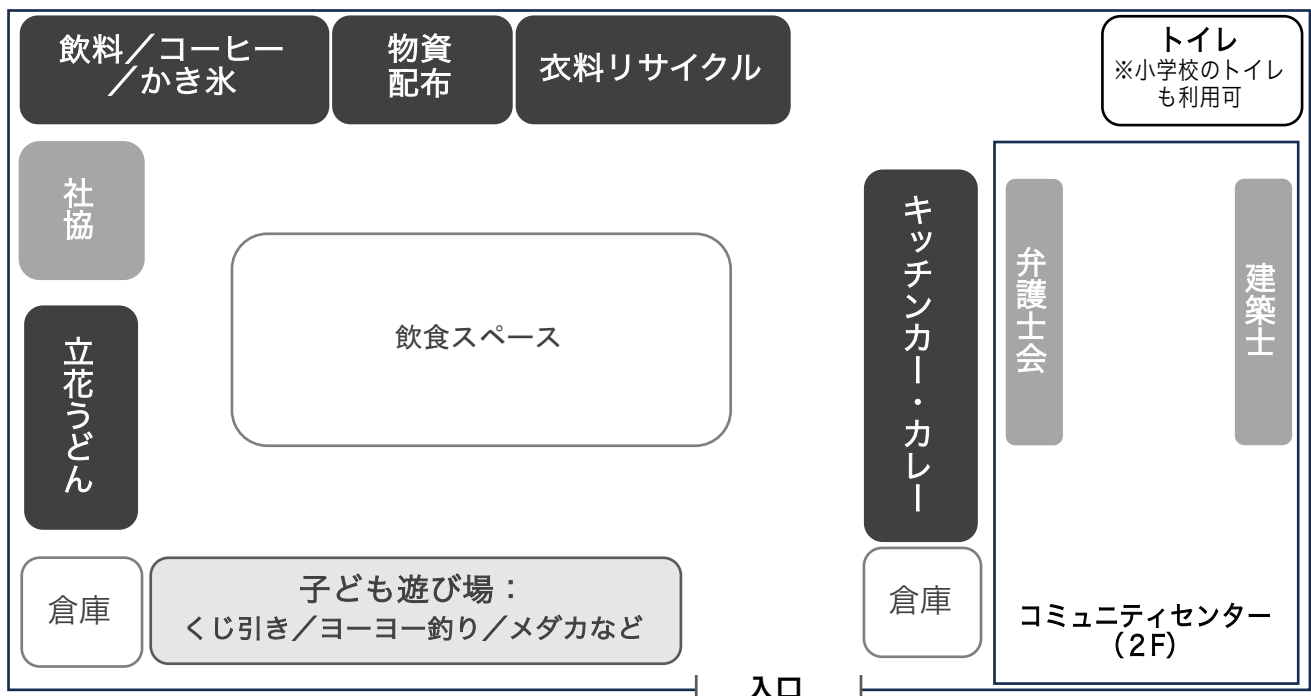 飲料／コーヒー
／かき氷
物資
配布
衣料リサイクル
トイレ
※小学校のトイレ
も利用可
社協
立花うどん
飲食スペース
キッチンカー・カレー
弁護士会
建築士
倉庫
子ども遊び場：
くじ引き／ヨーヨー釣り／メダカなど
倉庫
コミュニティセンター
（２F）
入口